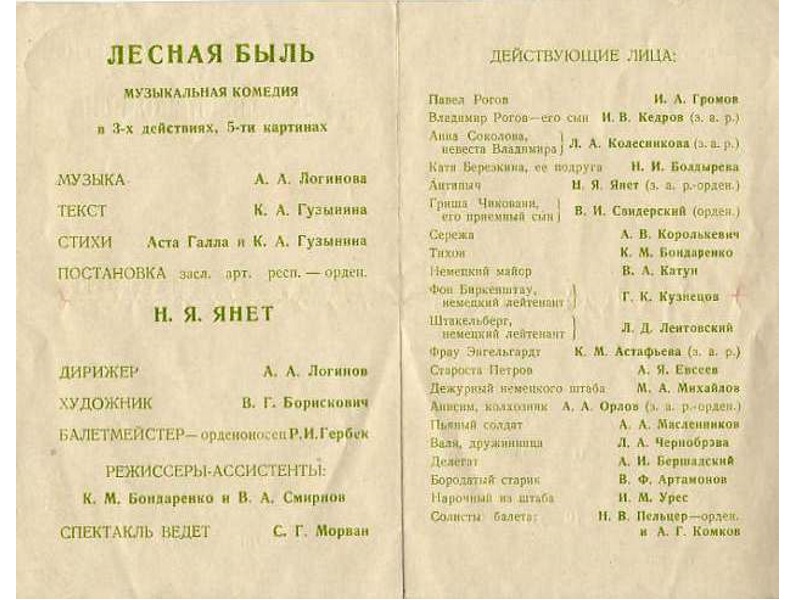 ЛЕСНАЯ БЫЛЬ
МУЗЫКАЛЬНАЯ КОМЕДИЯ
в 3-х действиях, 5-ти картинах
МУЗЫКА А. А. Логинова
ТЕКСТ К. А. Гузынина
СТИХИ Аста Галла и К. А. Гузынина
ПОСТАНОВКА засл. арт. респ. — орден.
Н. Я. ЯНЕТ
ДИРИЖЕР А. А. Логинов
ХУДОЖНИК В. Г. Борискович
БАЛЕТМЕЙСТЕР— орденоносец Р. И. Гербек
РЕЖИССЕРЫ-АССИСТЕНТЫ:
К. М. Бондаренко и В. А. Смирнов
СПЕКТАКЛЬ ВЕДЕТ С. Г. Морван
ДЕЙСТВУЮЩИЕ ЛИЦА:
Павел Рогов И. А. Громов
Владимир Рогов—его сын И. В. Кедров (з. а. р.)
Анна Соколова,
невеста Владимира } Л. А. Колесникова (з. а. р.)
Катя Березкина, ее подруга Н. И. Болдырева
Антипыч Н. Я. Янет (з. а. р.-орден.)
Гриша Чиковани,
его приемный сын } В. И. Свидерский (орден.)
Сережа А. В. Королькевич
Тихон К. М. Бондаренко
Немецкий майор В. А. Катун
Фон Биркенштау,
немецкий лейтенант } Г. К. Кузнецов
Штакельберг,
немецкий лейтенант } Л. Д. Леитовский
Фрау Энгельгардт К. М. Астафьева (з. а. р.)
Староста Петров А. Я. Евсеев
Дежурный немецкого штаба М. А. Михайлов
Анисим, колхозник А. А. Орлов (з. а. р.-орден.)
Пьяный солдат А. А. Масленников
Валя, дружинница Л. А. Чернобрэва
Делегат А. И. Бершадский
Бородатый старик В. Ф. Артамонов
Нарочный из штаба И. М. Урес
Солисты балета: Н. В. Пельцер—орден.
и А. Г. Комков